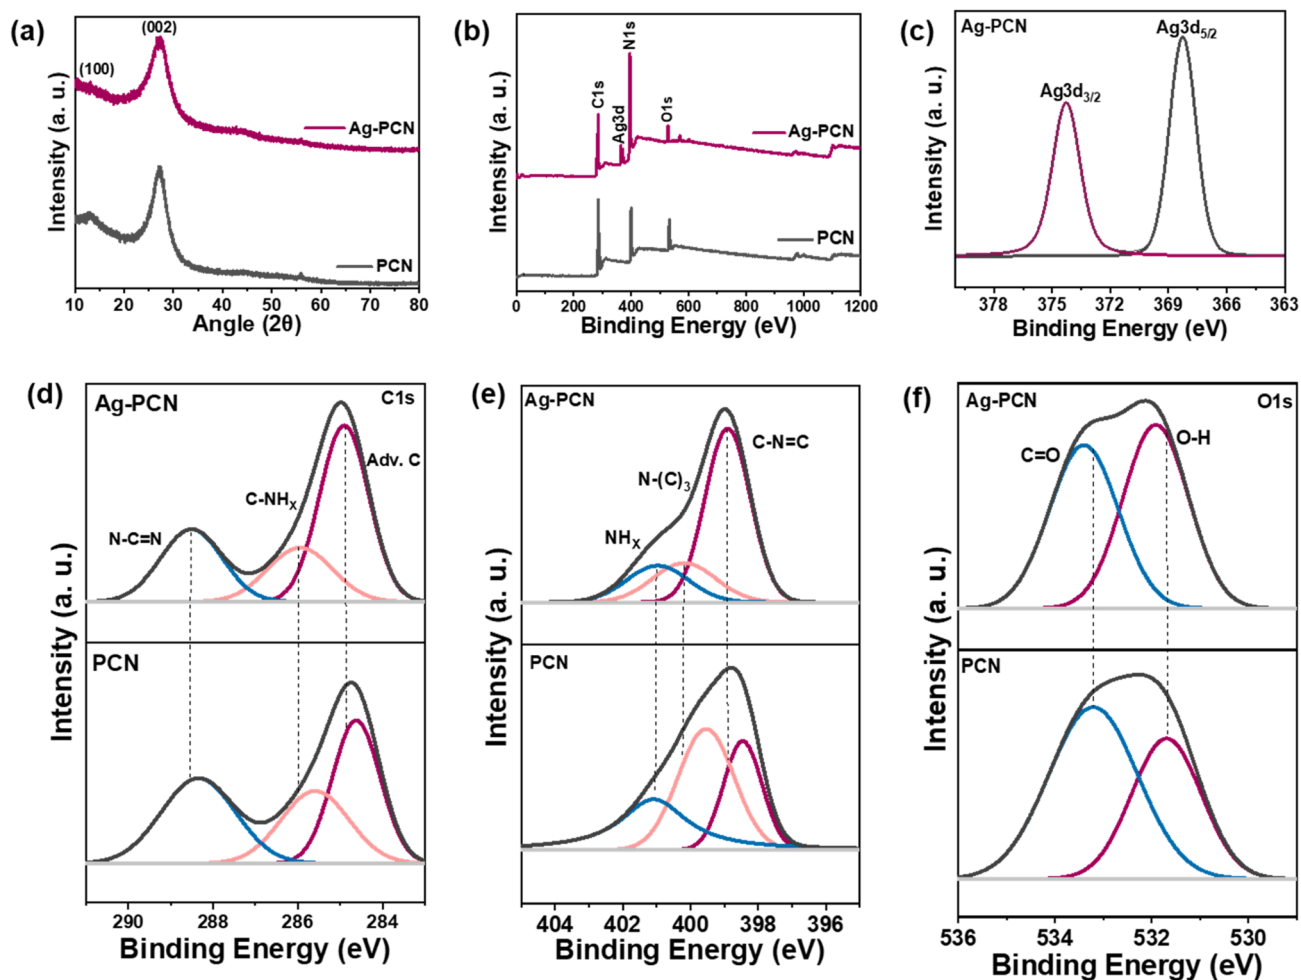 (a)
(002)
(100)
Ag-PCN
PCN
Intensity (a. u.)
10 20 30 40 50 60 70 80
Angle (2θ)
(b)
N1s
C1s
Ag3d
O1s
Ag-PCN
PCN
Intensity (a. u.)
0 200 400 600 800 1000 1200
Binding Energy (eV)
(c)
Ag-PCN
Ag3d5/2
Ag3d3/2
Intensity (a. u.)
378 375 372 369 366 363
Binding Energy (eV)
(d)
Ag-PCN
C1s
Adv. C
C-NHX
N-C=N
PCN
Intensity (a. u.)
290 288 286 284
Binding Energy (eV)
(e)
Ag-PCN
C-N=C
N-(C)3
NHX
PCN
Intensity (a. u.)
404 402 400 398 396
Binding Energy (eV)
(f)
Ag-PCN
O1s
O-H
C=O
PCN
Intensity (a. u.)
536 534 532 530
Binding Energy (eV)